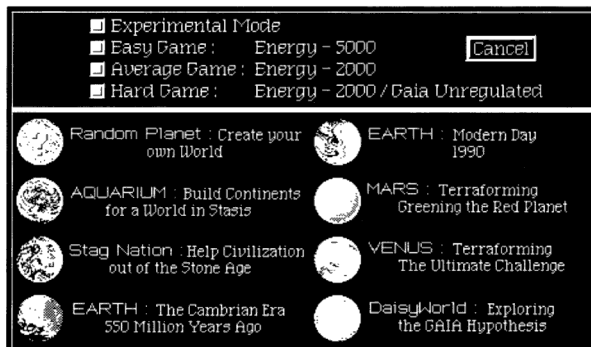 Experimental Mode
Easy Game : Energy - 5000
Cancel
Average Game : Energy - 2000
Hard Game : Energy - 2000 / Gaia Unregulated
Random Planet : Create your
own World
EARTH : Modern Day
1990
AQUARIUM : Build Continents
for a World in Stasis
MARS : Terraforming
Greening the Red Planet
Stag Nation : Help Civilization
out of the Stone Age
VENUS : Terraforming
The Ultimate Challenge
EARTH : The Cambrian Era
550 Million Years Ago
DaisyWorld : Exploring
the GAIA Hypothesis